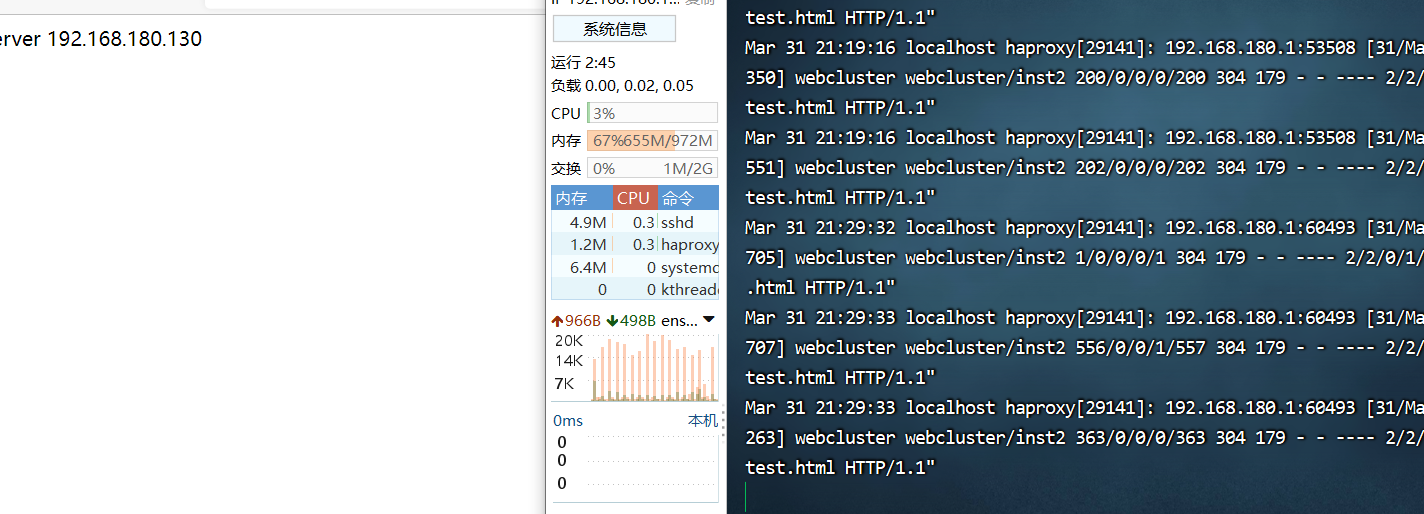 erver 192.168.180.130
IP 192.168.180.1... 复制
系统信息
运行 2:45
负载 0.00, 0.02, 0.05
CPU 3%
内存 67% 655M/972M
交换 0% 1M/2G
内存 CPU 命令
4.9M 0.3 sshd
1.2M 0.3 haproxy
6.4M 0 systemd
0 0 kthread
966B 498B ens...
20K
14K
7K
0ms 本机
0
0
0
test.html HTTP/1.1"
Mar 31 21:19:16 localhost haproxy[29141]: 192.168.180.1:53508 [31/Ma
350] webcluster webcluster/inst2 200/0/0/0/200 304 179 - - ---- 2/2/
test.html HTTP/1.1"
Mar 31 21:19:16 localhost haproxy[29141]: 192.168.180.1:53508 [31/Ma
551] webcluster webcluster/inst2 202/0/0/0/202 304 179 - - ---- 2/2/
test.html HTTP/1.1"
Mar 31 21:29:32 localhost haproxy[29141]: 192.168.180.1:60493 [31/Ma
705] webcluster webcluster/inst2 1/0/0/0/1 304 179 - - ---- 2/2/0/1/
.html HTTP/1.1"
Mar 31 21:29:33 localhost haproxy[29141]: 192.168.180.1:60493 [31/Ma
707] webcluster webcluster/inst2 556/0/0/1/557 304 179 - - ---- 2/2/
test.html HTTP/1.1"
Mar 31 21:29:33 localhost haproxy[29141]: 192.168.180.1:60493 [31/Ma
263] webcluster webcluster/inst2 363/0/0/0/363 304 179 - - ---- 2/2/
test.html HTTP/1.1"